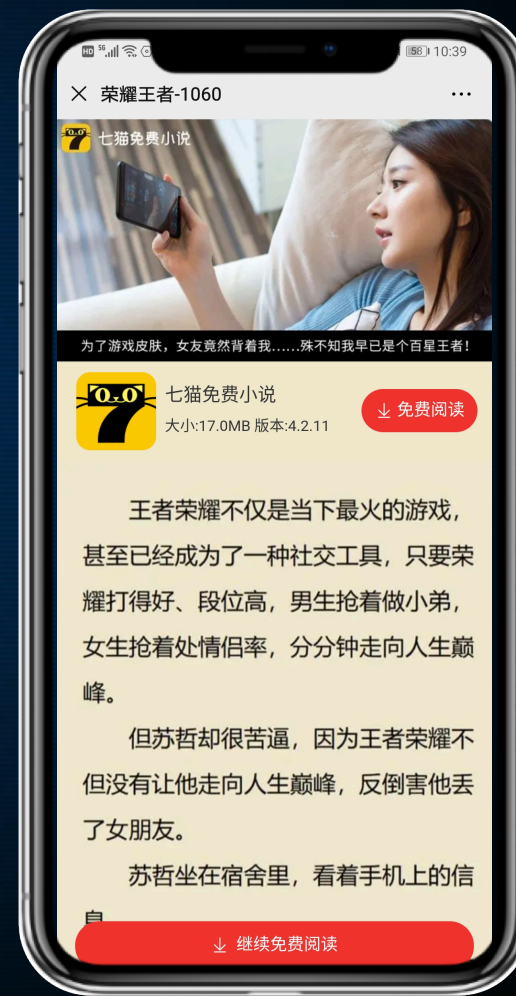 HD 5G 58 10:39
荣耀王者-1060
七猫免费小说
为了游戏皮肤，女友竟然背着我......殊不知我早已是个百星王者!
七猫免费小说
免费阅读
大小:17.0MB 版本:4.2.11
王者荣耀不仅是当下最火的游戏，
甚至已经成为了一种社交工具，只要荣
耀打得好、段位高，男生抢着做小弟，
女生抢着处情侣率，分分钟走向人生巅
峰。
但苏哲却很苦逼，因为王者荣耀不
但没有让他走向人生巅峰，反倒害他丢
了女朋友。
苏哲坐在宿舍里，看着手机上的信
息
继续免费阅读